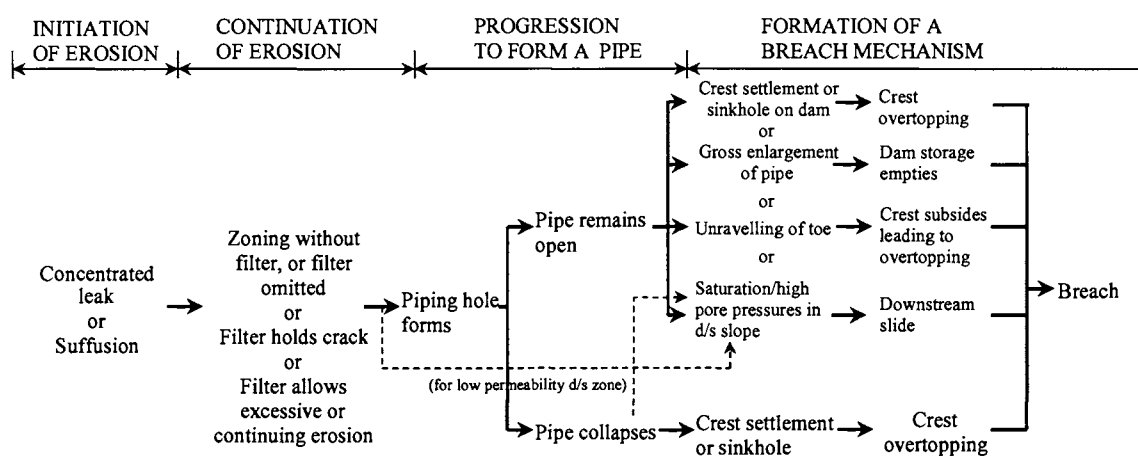 INITIATION
OF EROSION
CONTINUATION
OF EROSION
PROGRESSION
TO FORM A PIPE
FORMATION OF A
BREACH MECHANISM
Concentrated
leak
or
Suffusion
Zoning without
filter, or filter
omitted
or
Filter holds crack
or
Filter allows
excessive or
continuing erosion
Piping hole
forms
Pipe remains
open
Pipe collapses
(for low permeability d/s zone)
Crest settlement or
sinkhole on dam
or
Gross enlargement
of pipe
or
Unravelling of toe
or
Saturation/high
pore pressures in
d/s slope
Crest settlement
or sinkhole
Crest
overtopping
Dam storage
empties
Crest subsides
leading to
overtopping
Downstream
slide
Crest
overtopping
Breach